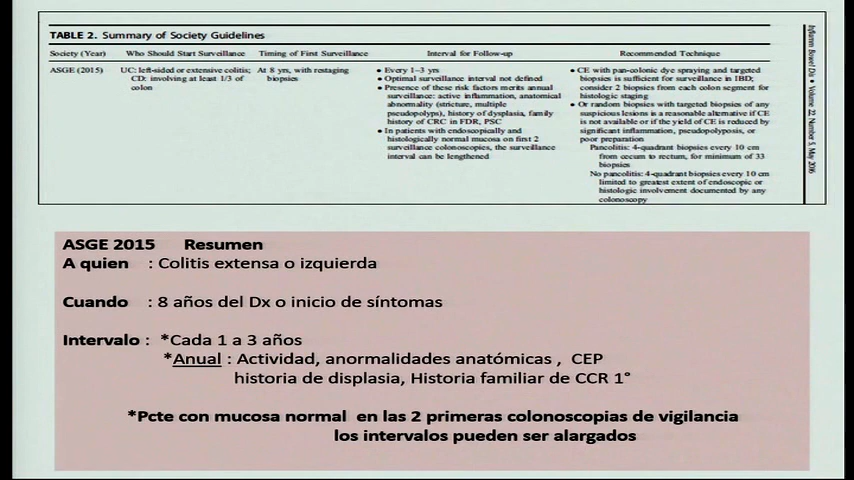 TABLE 2. Summary of Society Guidelines
Society (Year) Who Should Start Surveillance Timing of First Surveillance Interval for Follow-up Recommended Technique
ASGE (2015)
UC: left-sided or extensive colitis;
CD: involving at least 1/3 of
colon
At 8 yrs, with restaging
biopsies
• Every 1–3 yrs
• Optimal surveillance interval not defined
• Presence of these risk factors merits annual
surveillance: active inflammation, anatomical
abnormality (stricture, multiple
pseudopolyps), history of dysplasia, family
history of CRC in FDR, PSC
• In patients with endoscopically and
histologically normal mucosa on first 2
surveillance colonoscopies, the surveillance
interval can be lengthened
• CE with pan-colonic dye spraying and targeted
biopsies is sufficient for surveillance in IBD;
consider 2 biopsies from each colon segment for
histologic staging
• Or random biopsies with targeted biopsies of any
suspicious lesions is a reasonable alternative if CE
is not available or if the yield of CE is reduced by
significant inflammation, pseudopolyposis, or
poor preparation
Pancolitis: 4-quadrant biopsies every 10 cm
from cecum to rectum, for minimum of 33
biopsies
No pancolitis: 4-quadrant biopsies every 10 cm
limited to greatest extent of endoscopic or
histologic involvement documented by any
colonoscopy
Inflamm Bowel Dis • Volume 22, Number 5, May 2016
ASGE 2015 Resumen
A quien : Colitis extensa o izquierda
Cuando : 8 años del Dx o inicio de síntomas
Intervalo : *Cada 1 a 3 años
*Anual : Actividad, anormalidades anatómicas , CEP
historia de displasia, Historia familiar de CCR 1°
*Pcte con mucosa normal en las 2 primeras colonoscopias de vigilancia
los intervalos pueden ser alargados